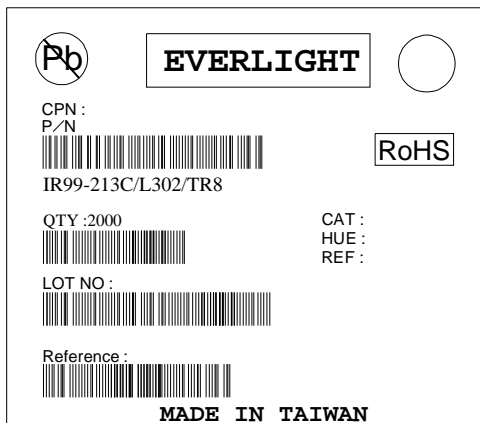 Pb
EVERLIGHT
CPN :
P/N
RoHS
IR99-213C/L302/TR8
QTY :2000
CAT :
HUE :
REF :
LOT NO :
Reference :
MADE IN TAIWAN